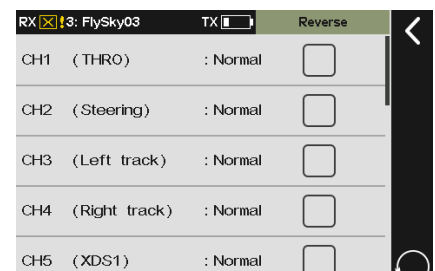 RX !3: FlySky03 TX Reverse
CH1 (THRO) : Normal
CH2 (Steering) : Normal
CH3 (Left track) : Normal
CH4 (Right track) : Normal
CH5 (XDS1) : Normal